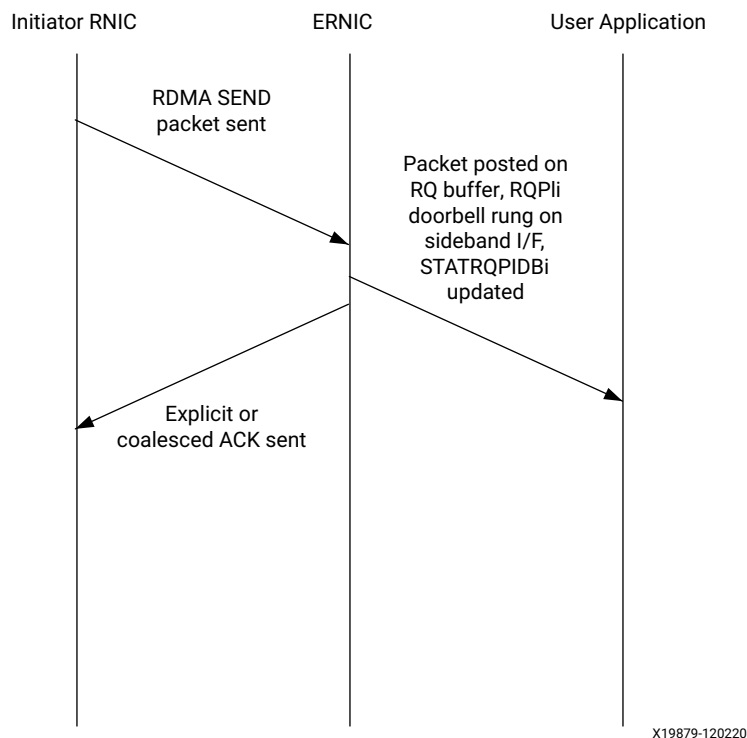 Initiator RNIC
ERNIC
User Application
RDMA SEND
packet sent
Packet posted on
RQ buffer, RQPli
doorbell rung on
sideband I/F,
STATRQPIDBi
updated
Explicit or
coalesced ACK sent
X19879-120220